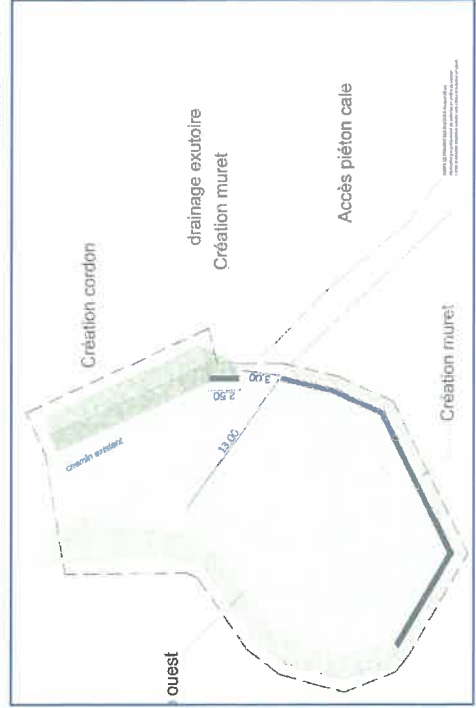 Création cordon
drainage exutoire
Création muret
Accès piéton cale
chemin existant
2.50
3.00
13.00
Création muret
ouest